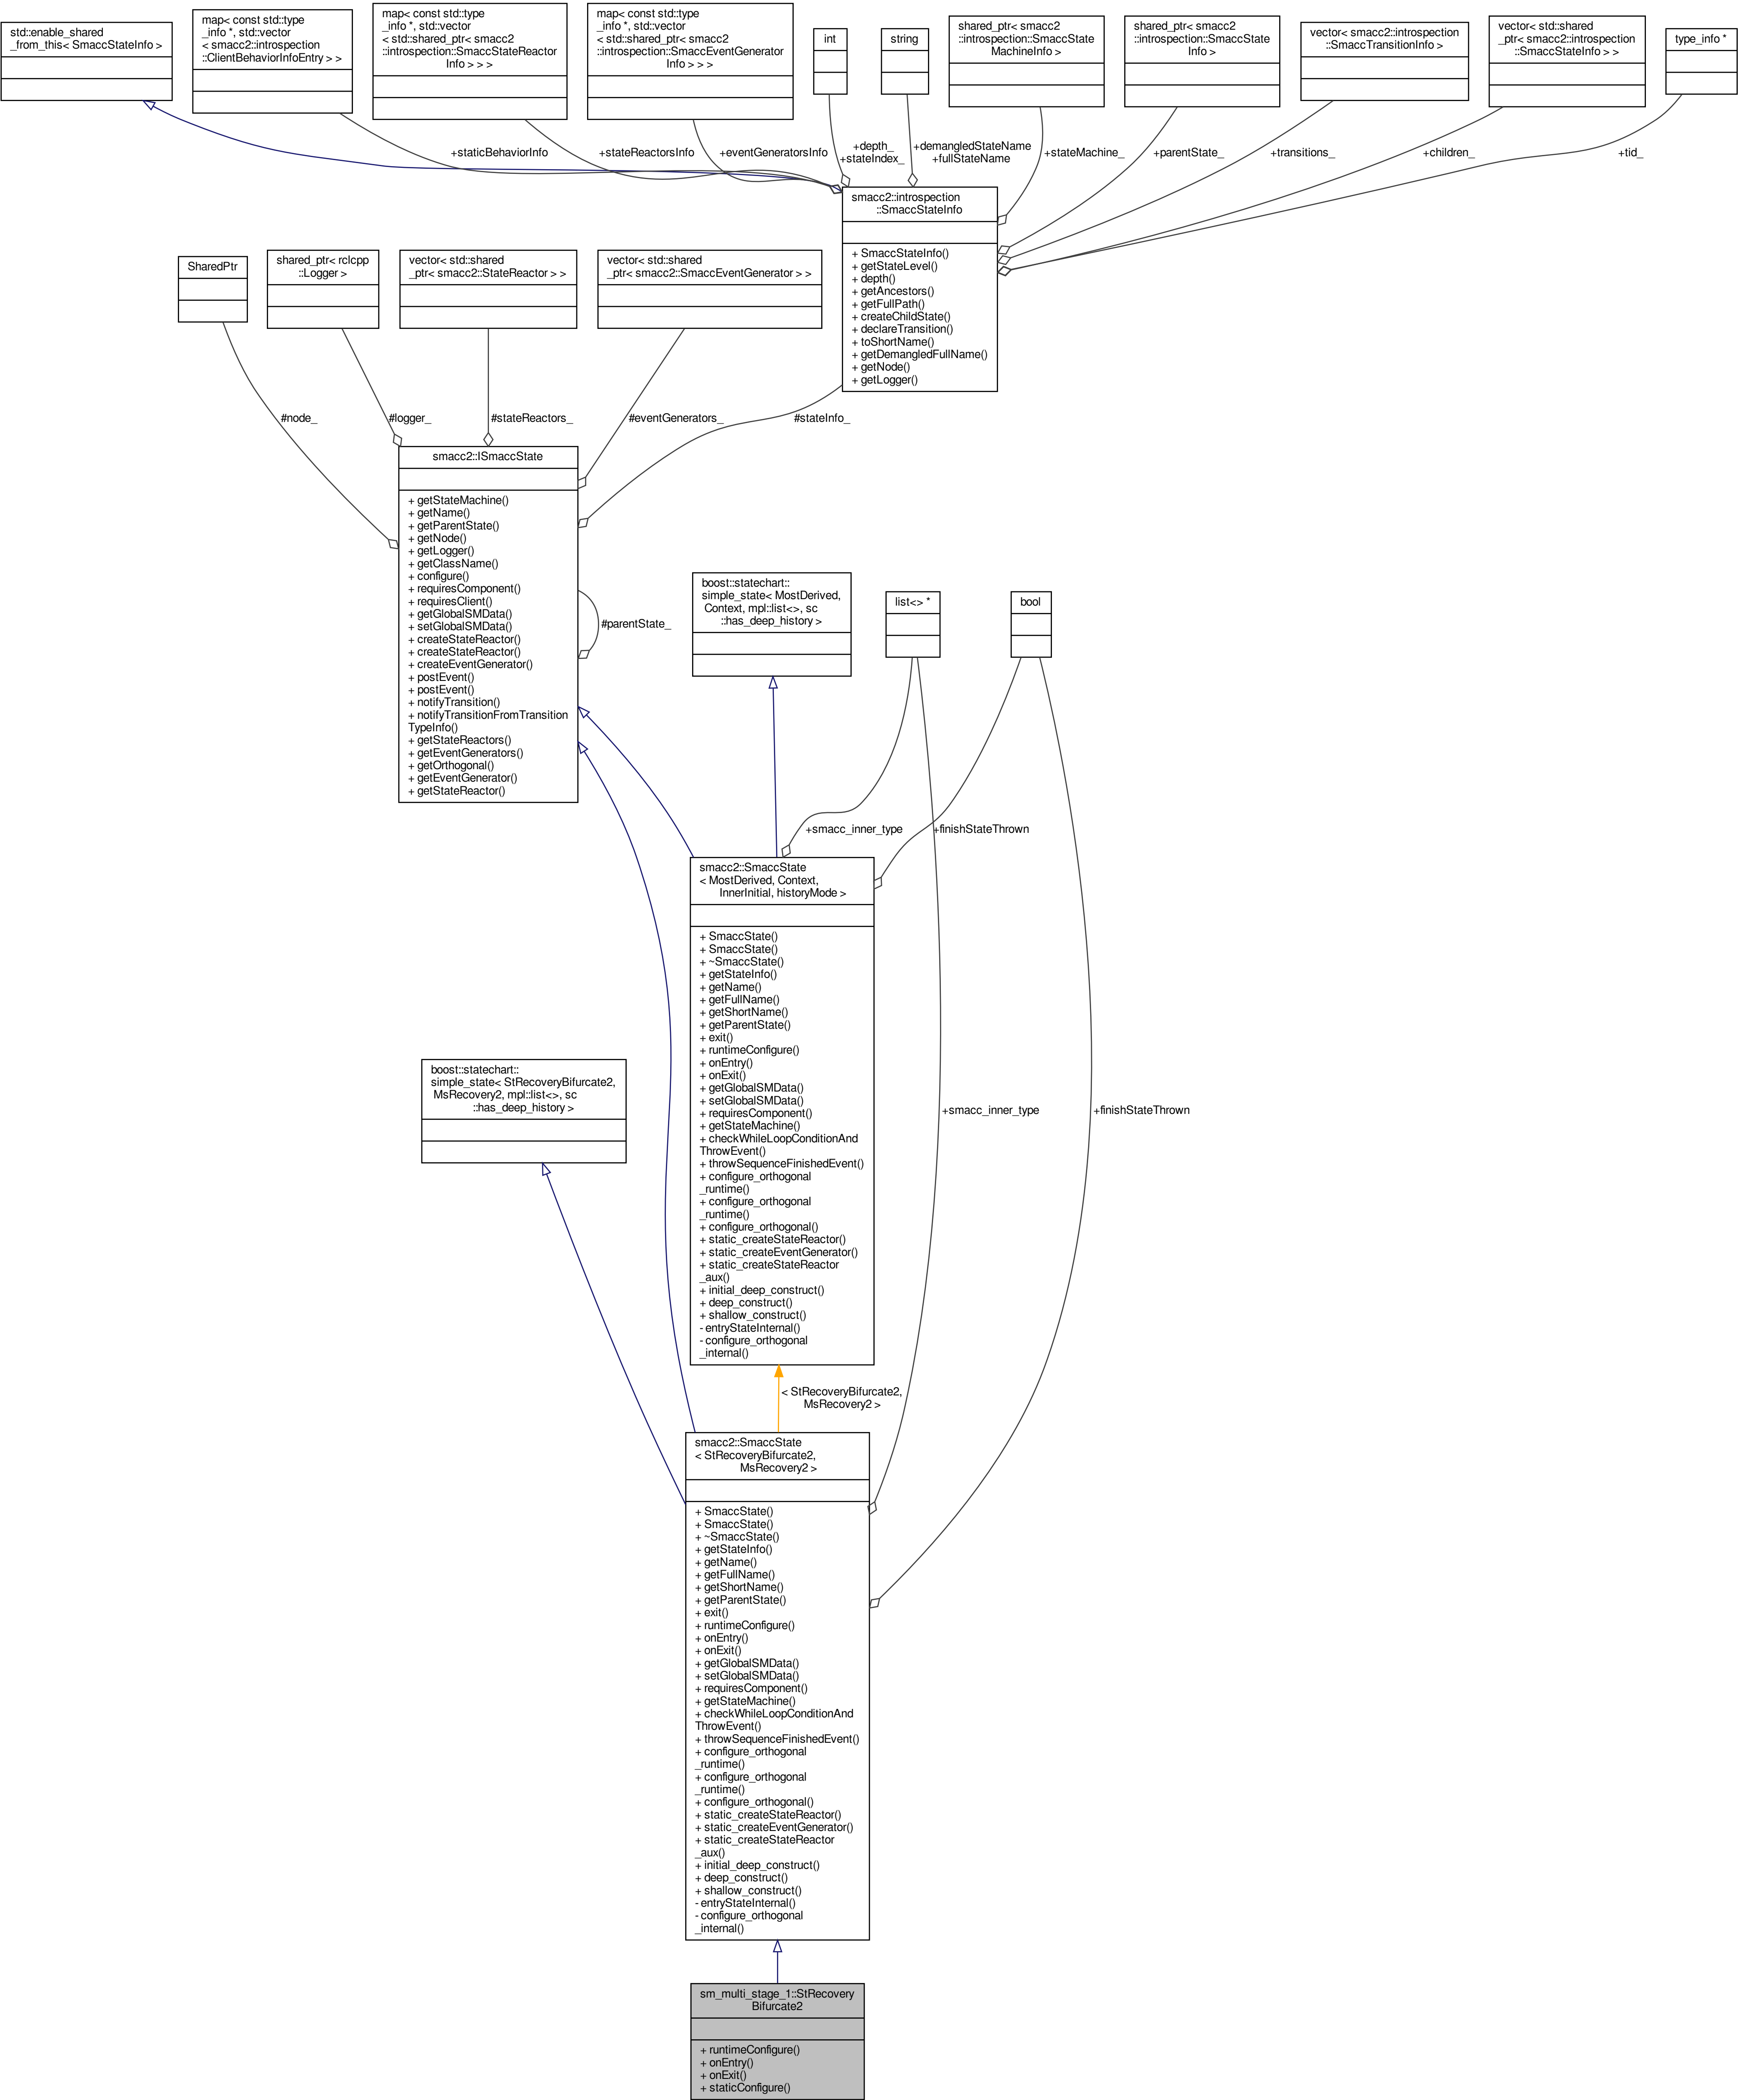 std::enable_shared
_from_this< SmaccStateInfo >
map< const std::type
_info *, std::vector
< smacc2::introspection
::ClientBehaviorInfoEntry > >
map< const std::type
_info *, std::vector
< std::shared_ptr< smacc2
::introspection::SmaccStateReactor
Info > > >
map< const std::type
_info *, std::vector
< std::shared_ptr< smacc2
::introspection::SmaccEventGenerator
Info > > >
int
string
shared_ptr< smacc2
::introspection::SmaccState
MachineInfo >
shared_ptr< smacc2
::introspection::SmaccState
Info >
vector< smacc2::introspection
::SmaccTransitionInfo >
vector< std::shared
_ptr< smacc2::introspection
::SmaccStateInfo > >
type_info *
+staticBehaviorInfo
+stateReactorsInfo
+eventGeneratorsInfo
+depth_
+stateIndex_
+demangledStateName
+fullStateName
+stateMachine_
+parentState_
+transitions_
+children_
+tid_
smacc2::introspection
::SmaccStateInfo
+ SmaccStateInfo()
+ getStateLevel()
+ depth()
+ getAncestors()
+ getFullPath()
+ createChildState()
+ declareTransition()
+ toShortName()
+ getDemangledFullName()
+ getNode()
+ getLogger()
SharedPtr
shared_ptr< rclcpp
::Logger >
vector< std::shared
_ptr< smacc2::StateReactor > >
vector< std::shared
_ptr< smacc2::SmaccEventGenerator > >
#node_
#logger_
#stateReactors_
#eventGenerators_
#stateInfo_
smacc2::ISmaccState
+ getStateMachine()
+ getName()
+ getParentState()
+ getNode()
+ getLogger()
+ getClassName()
+ configure()
+ requiresComponent()
+ requiresClient()
+ getGlobalSMData()
+ setGlobalSMData()
+ createStateReactor()
+ createStateReactor()
+ createEventGenerator()
+ postEvent()
+ postEvent()
+ notifyTransition()
+ notifyTransitionFromTransition
TypeInfo()
+ getStateReactors()
+ getEventGenerators()
+ getOrthogonal()
+ getEventGenerator()
+ getStateReactor()
#parentState_
boost::statechart::
simple_state< MostDerived,
Context, mpl::list<>, sc
::has_deep_history >
list<> *
bool
+smacc_inner_type
+finishStateThrown
smacc2::SmaccState
< MostDerived, Context,
InnerInitial, historyMode >
+ SmaccState()
+ SmaccState()
+ ~SmaccState()
+ getStateInfo()
+ getName()
+ getFullName()
+ getShortName()
+ getParentState()
+ exit()
+ runtimeConfigure()
+ onEntry()
+ onExit()
+ getGlobalSMData()
+ setGlobalSMData()
+ requiresComponent()
+ getStateMachine()
+ checkWhileLoopConditionAnd
ThrowEvent()
+ throwSequenceFinishedEvent()
+ configure_orthogonal
_runtime()
+ configure_orthogonal
_runtime()
+ configure_orthogonal()
+ static_createStateReactor()
+ static_createEventGenerator()
+ static_createStateReactor
_aux()
+ initial_deep_construct()
+ deep_construct()
+ shallow_construct()
- entryStateInternal()
- configure_orthogonal
_internal()
boost::statechart::
simple_state< StRecoveryBifurcate2,
MsRecovery2, mpl::list<>, sc
::has_deep_history >
+smacc_inner_type
+finishStateThrown
< StRecoveryBifurcate2,
MsRecovery2 >
smacc2::SmaccState
< StRecoveryBifurcate2,
MsRecovery2 >
+ SmaccState()
+ SmaccState()
+ ~SmaccState()
+ getStateInfo()
+ getName()
+ getFullName()
+ getShortName()
+ getParentState()
+ exit()
+ runtimeConfigure()
+ onEntry()
+ onExit()
+ getGlobalSMData()
+ setGlobalSMData()
+ requiresComponent()
+ getStateMachine()
+ checkWhileLoopConditionAnd
ThrowEvent()
+ throwSequenceFinishedEvent()
+ configure_orthogonal
_runtime()
+ configure_orthogonal
_runtime()
+ configure_orthogonal()
+ static_createStateReactor()
+ static_createEventGenerator()
+ static_createStateReactor
_aux()
+ initial_deep_construct()
+ deep_construct()
+ shallow_construct()
- entryStateInternal()
- configure_orthogonal
_internal()
sm_multi_stage_1::StRecovery
Bifurcate2
+ runtimeConfigure()
+ onEntry()
+ onExit()
+ staticConfigure()